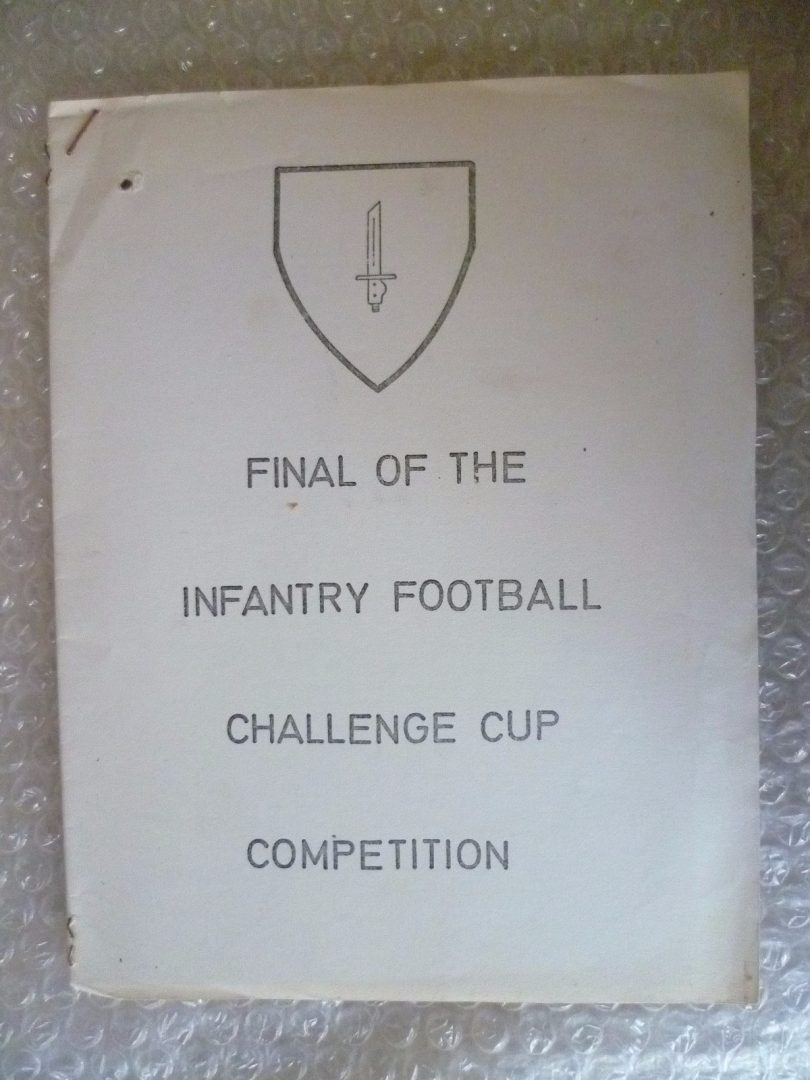 FINAL OF THE
INFANTRY FOOTBALL
CHALLENGE CUP
COMPETITION